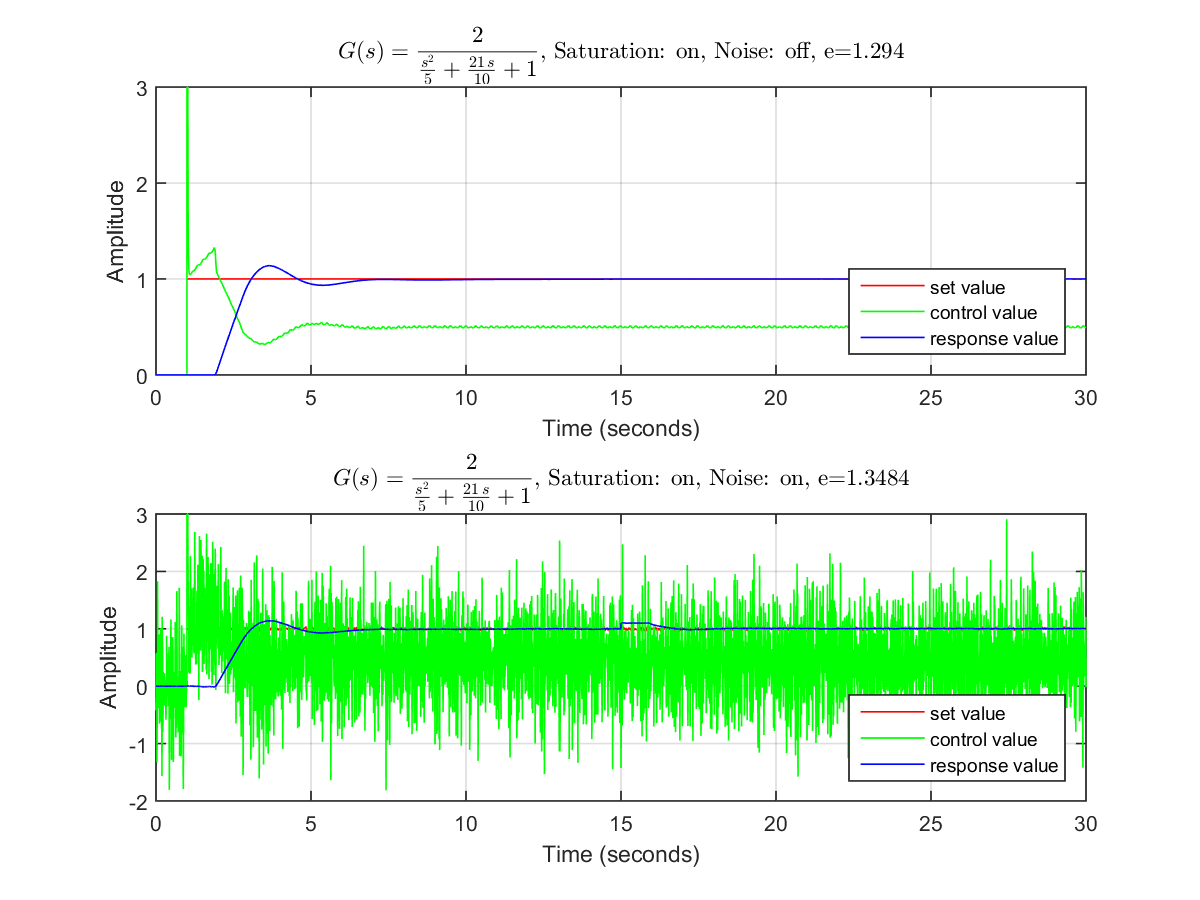 G(s) = 2 / (s²/5 + 21 s/10 + 1), Saturation: on, Noise: off, e=1.294
3
2
1
0
Amplitude
0 5 10 15 20 25 30
Time (seconds)
set value
control value
response value
G(s) = 2 / (s²/5 + 21 s/10 + 1), Saturation: on, Noise: on, e=1.3484
3
2
1
0
-1
-2
Amplitude
0 5 10 15 20 25 30
Time (seconds)
set value
control value
response value